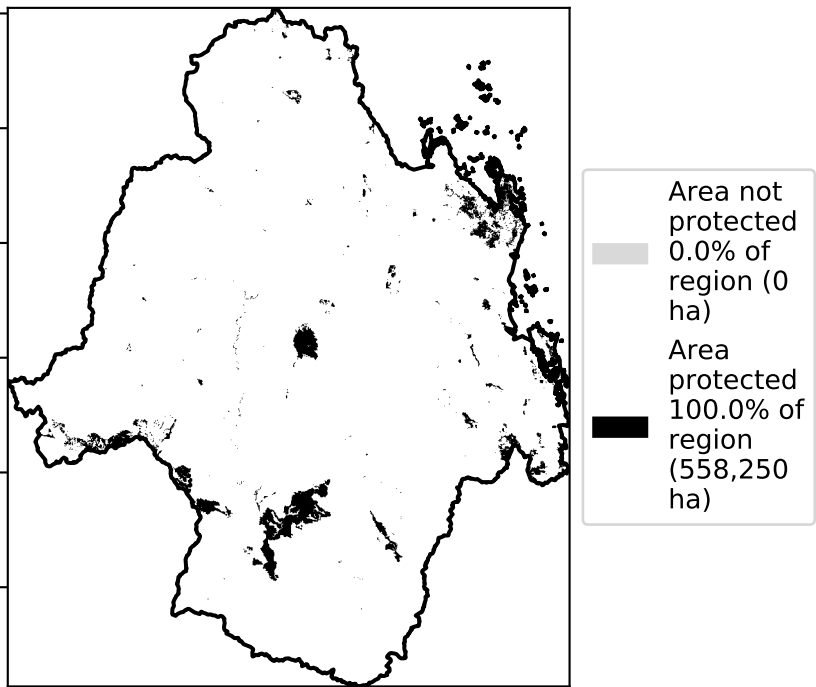 Area not
protected
0.0% of
region (0
ha)
Area
protected
100.0% of
region
(558,250
ha)